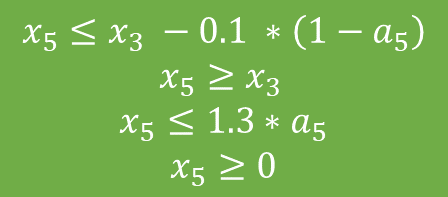 x₅ ≤ x₃ − 0.1 * (1 − a₅)
x₅ ≥ x₃
x₅ ≤ 1.3 * a₅
x₅ ≥ 0